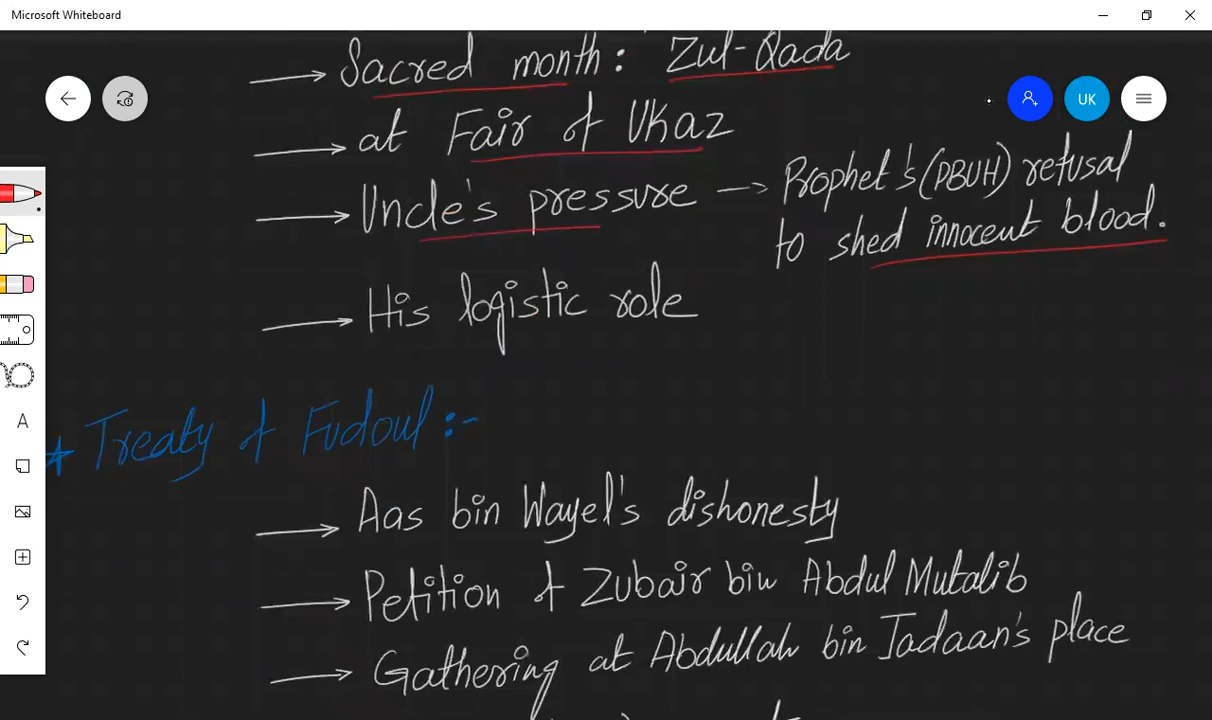 Microsoft Whiteboard
→ Sacred month: Zul-Qada
→ at Fair of Ukaz
→ Uncle's pressure → Prophet's (PBUH) refusal
to shed innocent blood.
→ His logistic role
UK
A
* Treaty of Fudoul:-
→ Aas bin Wayel's dishonesty
→ Petition of Zubair bin Abdul Mutalib
→ Gathering at Abdullah bin Jadaan's place